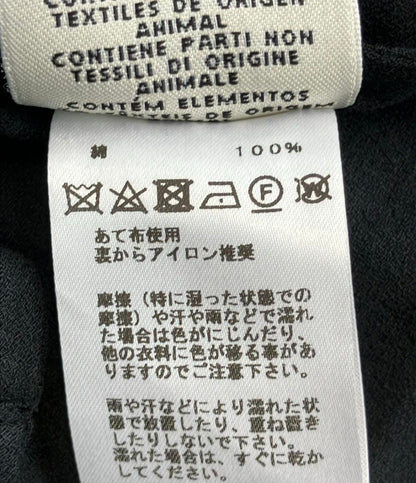 TEXTILES DE ORIGEN
ANIMAL
CONTIENE PARTI NON
TESSILI DI ORIGINE
ANIMALE
CONTÉM ELEMENTOS
DE ORIGEM
綿 100%
F
W
あて布使用
裏からアイロン推奨
摩擦（特に湿った状態での
摩擦）や汗や雨などで濡れ
た場合は色がにじんだり、
他の衣料に色が移る事があ
りますのでご注意下さい。
雨や汗などにより濡れた状
態で放置したり、重ね置き
したりしないで下さい。
濡れた場合は、すぐに乾か
してください。